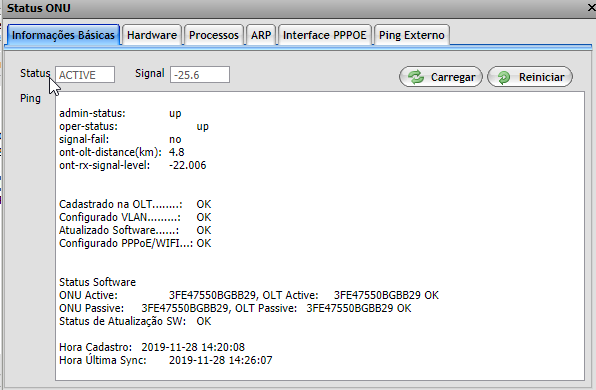 Status ONU
Informações Básicas Hardware Processos ARP Interface PPPOE Ping Externo
Status ACTIVE Signal -25.6 Carregar Reiniciar
Ping
admin-status: up
oper-status: up
signal-fail: no
ont-olt-distance(km): 4.8
ont-rx-signal-level: -22.006
Cadastrado na OLT........: OK
Configurado VLAN.........: OK
Atualizado Software......: OK
Configurado PPPoE/WIFI...: OK
Status Software
ONU Active: 3FE47550BGBB29, OLT Active: 3FE47550BGBB29 OK
ONU Passive: 3FE47550BGBB29, OLT Passive: 3FE47550BGBB29 OK
Status de Atualização SW: OK
Hora Cadastro: 2019-11-28 14:20:08
Hora Última Sync: 2019-11-28 14:26:07